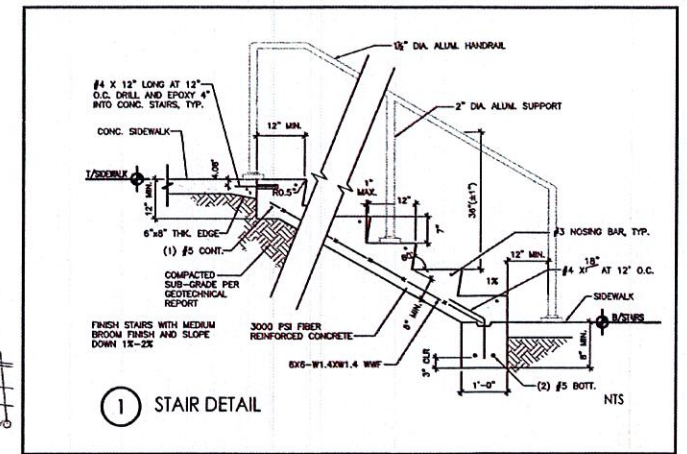 1½" DIA. ALUM. HANDRAIL
#4 X 12" LONG AT 12"
O.C. DRILL AND EPOXY 4"
INTO CONC. STAIRS, TYP.
2" DIA. ALUM. SUPPORT
12" MIN.
CONC. SIDEWALK
T/SIDEWALK
4.08"
R0.5"
1"
MAX.
12"
36"(±1")
12" MIN.
7"
#3 NOSING BAR, TYP.
6"x8" THK. EDGE
12" MIN.
18"
(1) #5 CONT.
#4 X AT 12" O.C.
1%
COMPACTED
SUB-GRADE PER
GEOTECHNICAL
REPORT
SIDEWALK
6" MIN.
B/STAIRS
FINISH STAIRS WITH MEDIUM
BROOM FINISH AND SLOPE
DOWN 1%-2%
3000 PSI FIBER
REINFORCED CONCRETE
8" MIN.
6X6-W1.4XW1.4 WWF
3" CLR
1'-0"
(2) #5 BOTT.
1 STAIR DETAIL
NTS